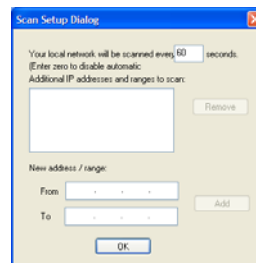 Scan Setup Dialog
Your local network will be scanned every 60 seconds.
(Enter zero to disable automatic
Additional IP addresses and ranges to scan:
Remove
New address / range:
From . . .
Add
To . . .
OK